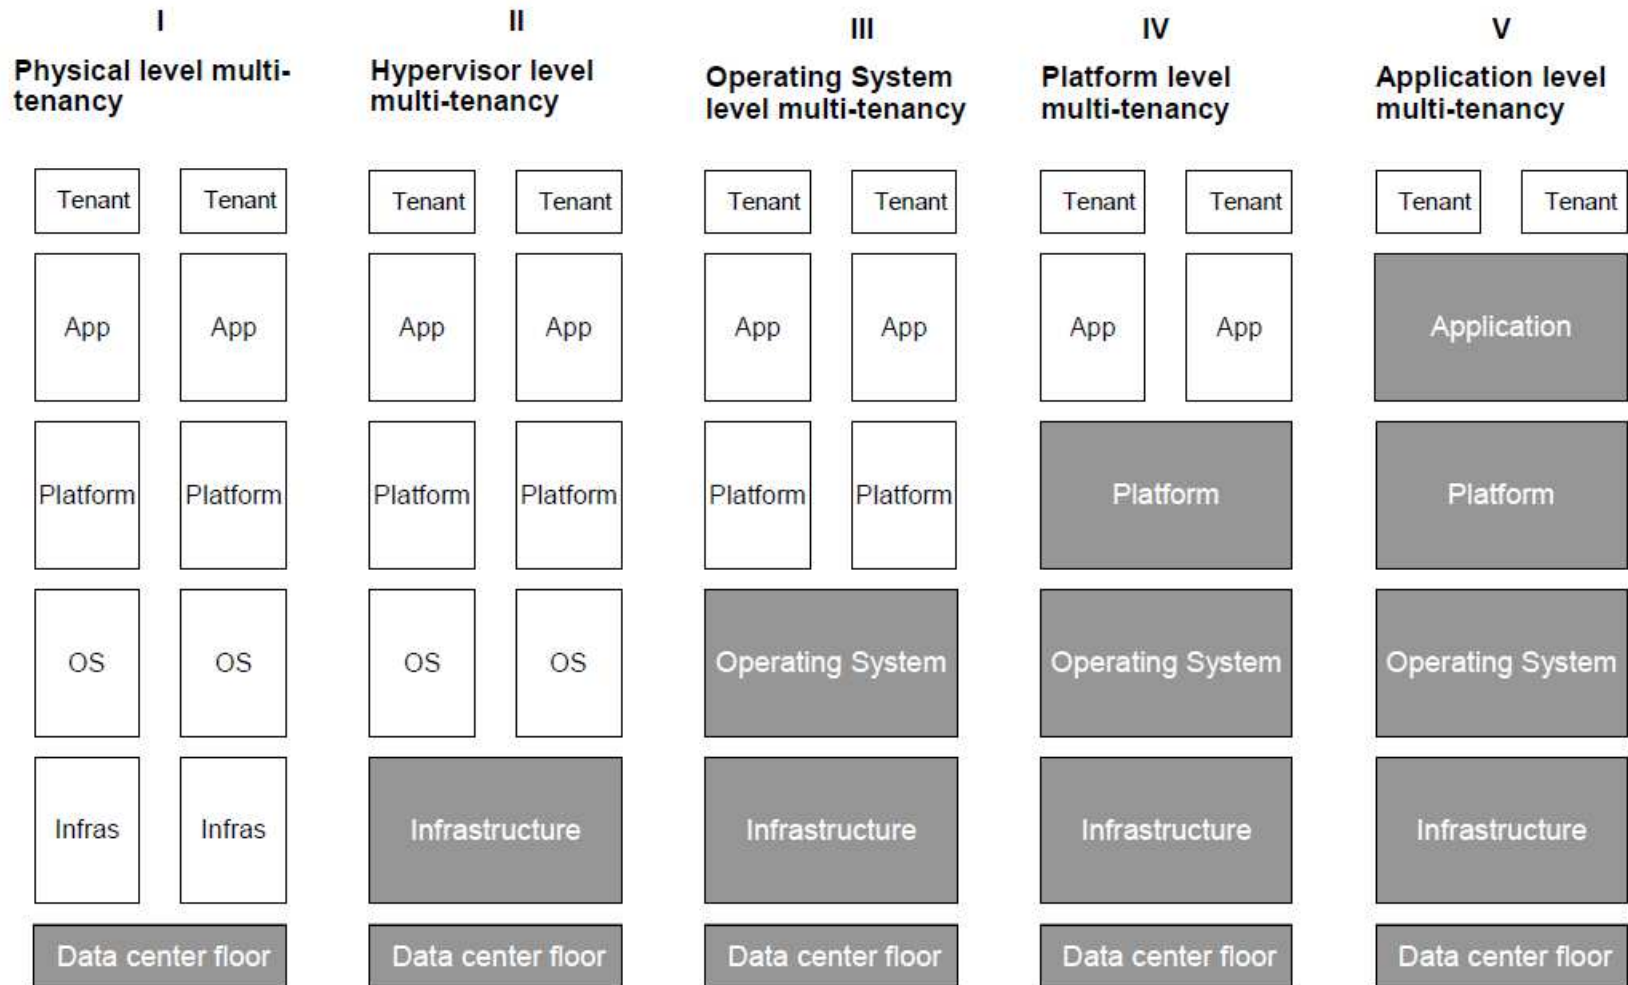 I
Physical level multi-
tenancy
Tenant Tenant
App App
Platform Platform
OS OS
Infras Infras
Data center floor
II
Hypervisor level
multi-tenancy
Tenant Tenant
App App
Platform Platform
OS OS
Infrastructure
Data center floor
III
Operating System
level multi-tenancy
Tenant Tenant
App App
Platform Platform
Operating System
Infrastructure
Data center floor
IV
Platform level
multi-tenancy
Tenant Tenant
App App
Platform
Operating System
Infrastructure
Data center floor
V
Application level
multi-tenancy
Tenant Tenant
Application
Platform
Operating System
Infrastructure
Data center floor